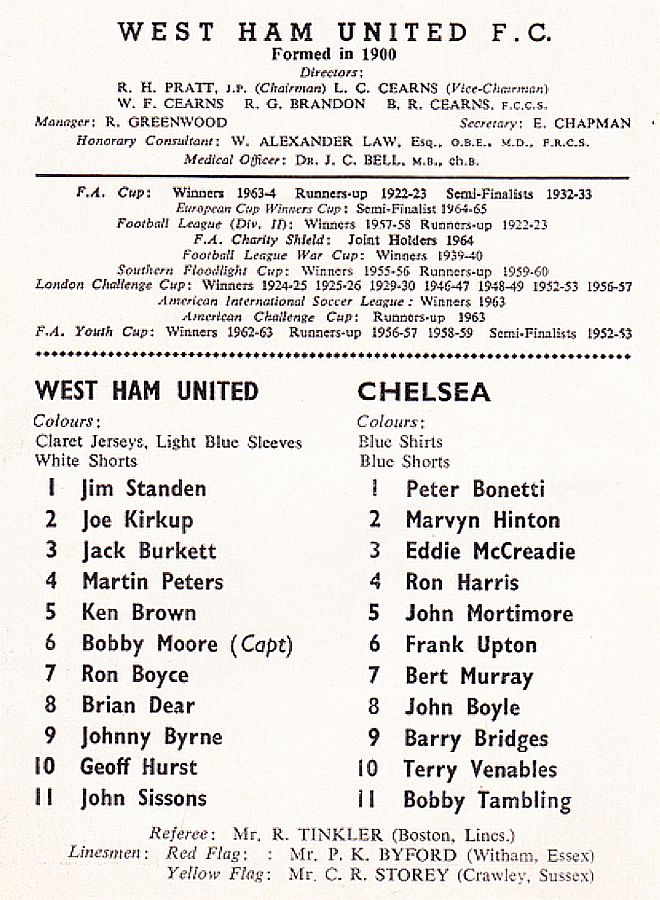 WEST HAM UNITED F.C.
Formed in 1900
Directors:
R. H. PRATT, J.P. (Chairman) L. C. CEARNS (Vice-Chairman)
W. F. CEARNS R. G. BRANDON B. R. CEARNS, F.C.C.S.
Manager: R. GREENWOOD Secretary: E. CHAPMAN
Honorary Consultant: W. ALEXANDER LAW, Esq., O.B.E., M.D., F.R.C.S.
Medical Officer: DR. J. C. BELL, M.B., Ch.B.
F.A. Cup: Winners 1963-4 Runners-up 1922-23 Semi-Finalists 1932-33
European Cup Winners Cup: Semi-Finalist 1964-65
Football League (Div. II): Winners 1957-58 Runners-up 1922-23
F.A. Charity Shield: Joint Holders 1964
Football League War Cup: Winners 1939-40
Southern Floodlight Cup: Winners 1955-56 Runners-up 1959-60
London Challenge Cup: Winners 1924-25 1925-26 1929-30 1946-47 1948-49 1952-53 1956-57
American International Soccer League: Winners 1963
American Challenge Cup: Runners-up 1963
F.A. Youth Cup: Winners 1962-63 Runners-up 1956-57 1958-59 Semi-Finalists 1952-53
WEST HAM UNITED
Colours:
Claret Jerseys, Light Blue Sleeves
White Shorts
1 Jim Standen
2 Joe Kirkup
3 Jack Burkett
4 Martin Peters
5 Ken Brown
6 Bobby Moore (Capt)
7 Ron Boyce
8 Brian Dear
9 Johnny Byrne
10 Geoff Hurst
11 John Sissons
CHELSEA
Colours:
Blue Shirts
Blue Shorts
1 Peter Bonetti
2 Marvyn Hinton
3 Eddie McCreadie
4 Ron Harris
5 John Mortimore
6 Frank Upton
7 Bert Murray
8 John Boyle
9 Barry Bridges
10 Terry Venables
11 Bobby Tambling
Referee: Mr. R. TINKLER (Boston, Lincs.)
Linesmen: Red Flag: : Mr. P. K. BYFORD (Witham, Essex)
Yellow Flag: Mr. C. R. STOREY (Crawley, Sussex)